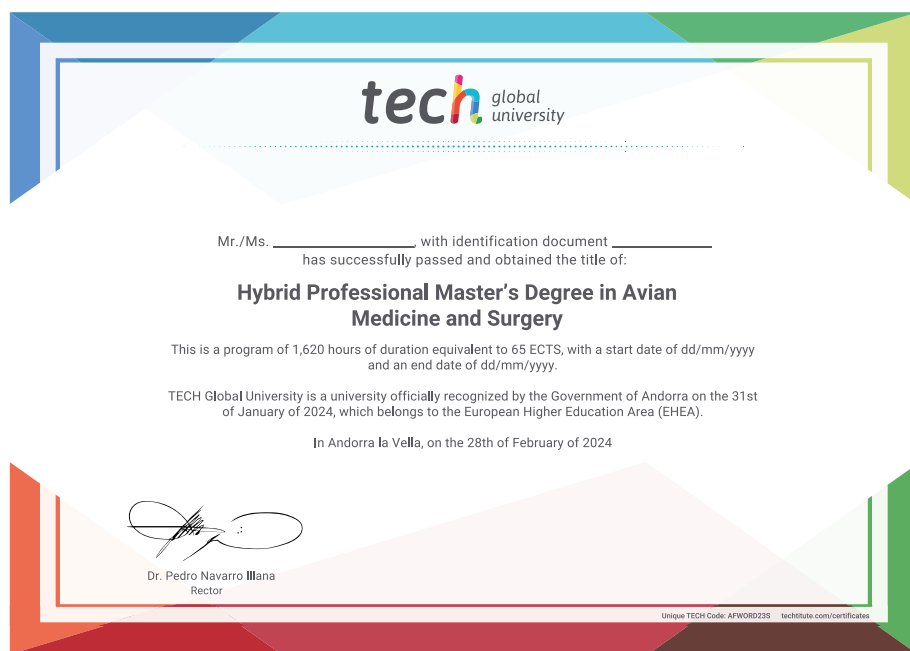 tech global
university
Mr./Ms. ____________, with identification document ____________
has successfully passed and obtained the title of:
Hybrid Professional Master’s Degree in Avian
Medicine and Surgery
This is a program of 1,620 hours of duration equivalent to 65 ECTS, with a start date of dd/mm/yyyy
and an end date of dd/mm/yyyy.
TECH Global University is a university officially recognized by the Government of Andorra on the 31st
of January of 2024, which belongs to the European Higher Education Area (EHEA).
In Andorra la Vella, on the 28th of February of 2024
Dr. Pedro Navarro Illana
Rector
Unique TECH Code: AFWORD23S techtitute.com/certificates